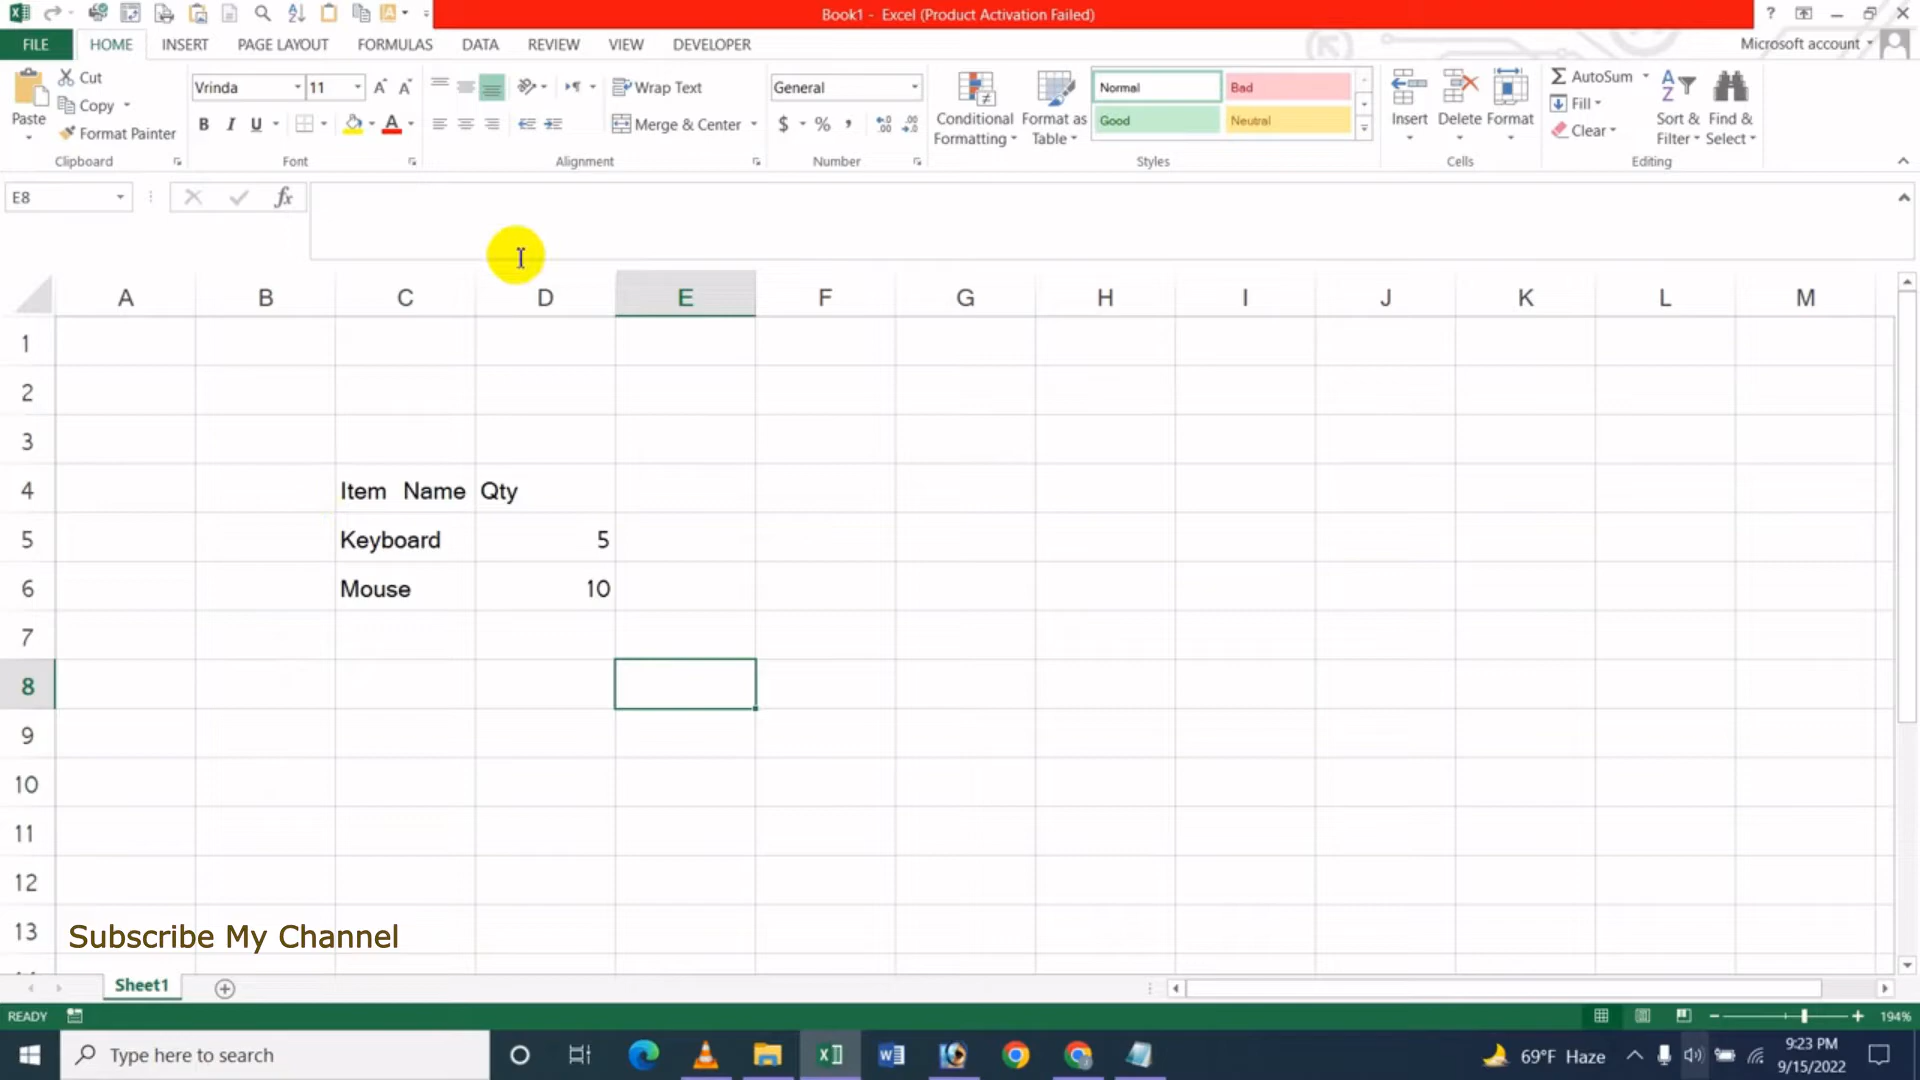 Book1 - Excel (Product Activation Failed)
?
FILE HOME INSERT PAGE LAYOUT FORMULAS DATA REVIEW VIEW DEVELOPER
Microsoft account
Paste
Cut
Copy
Format Painter
Clipboard
Vrinda 11
B I U A
Font
Wrap Text
Merge & Center
Alignment
General
$ % ,
Number
Conditional Formatting
Format as Table
Normal Bad
Good Neutral
Styles
Insert Delete Format
Cells
AutoSum
Fill
Clear
Sort & Filter
Find & Select
Editing
E8
fx
A B C D E F G H I J K L M
1
2
3
4 Item Name Qty
5 Keyboard 5
6 Mouse 10
7
8
9
10
11
12
13
Subscribe My Channel
Sheet1
READY
194%
Type here to search
69°F Haze
9:23 PM
9/15/2022